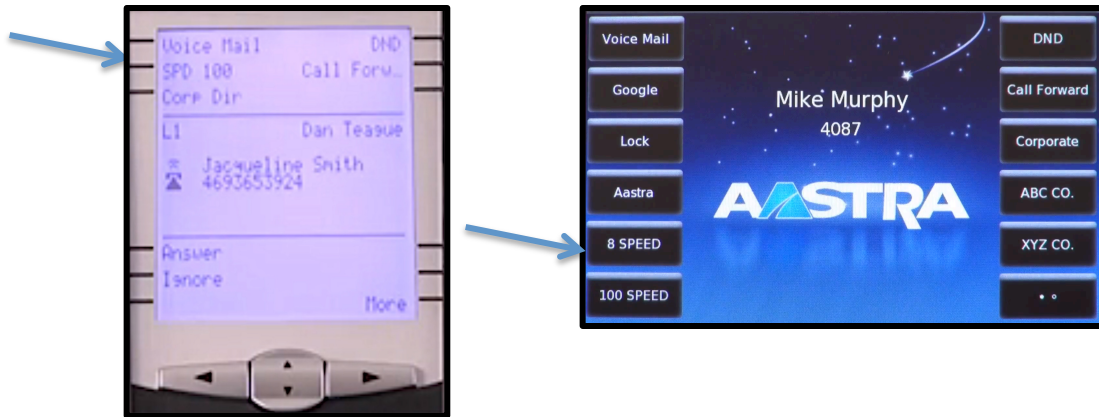 Voice Mail DND
SPD 100 Call Forw…
Corp Dir
L1 Dan Teague
Jacqueline Smith
4693653924
Answer
Ignore
More
Voice Mail
Google
Lock
Aastra
8 SPEED
100 SPEED
Mike Murphy
4087
AASTRA
DND
Call Forward
Corporate
ABC CO.
XYZ CO.